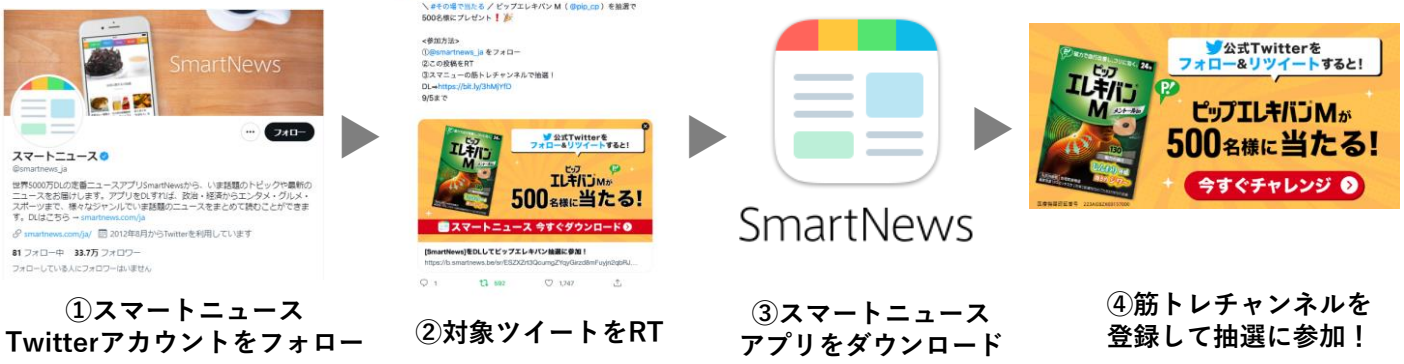 SmartNews
フォロー
スマートニュース
@smartnews_ja
世界5000万DLの定番ニュースアプリSmartNewsから、いま話題のトピックや最新の
ニュースをお届けします。アプリをDLすれば、政治・経済からエンタメ・グルメ・
スポーツまで、様々なジャンルでいま話題のニュースをまとめて読むことができま
す。DLはこちら → smartnews.com/ja
smartnews.com/ja/ 2012年8月からTwitterを利用しています
81 フォロー中 33.7万 フォロワー
フォローしている人にフォロワーはいません
①スマートニュース
Twitterアカウントをフォロー
＼ #その場で当たる ／ ピップエレキバン M（ @pip_cp ）を抽選で
500名様にプレゼント❗🎉
<参加方法>
①@smartnews_ja をフォロー
②この投稿をRT
③スマニューの筋トレチャンネルで抽選！
DL→https://bit.ly/3hMjYfD
9/5まで
公式Twitterを
フォロー&リツイートすると!
ピップ
エレキバン
M
ピップ
エレキバンMが
500名様に当たる!
スマートニュース 今すぐダウンロード
[SmartNews]をDLしてピップエレキバン抽選に参加！
1 592 1,747
②対象ツイートをRT
SmartNews
③スマートニュース
アプリをダウンロード
公式Twitterを
フォロー&リツイートすると!
24粒
ピップ
エレキバン
M
130
ピップエレキバンMが
500名様に当たる!
今すぐチャレンジ
④筋トレチャンネルを
登録して抽選に参加！